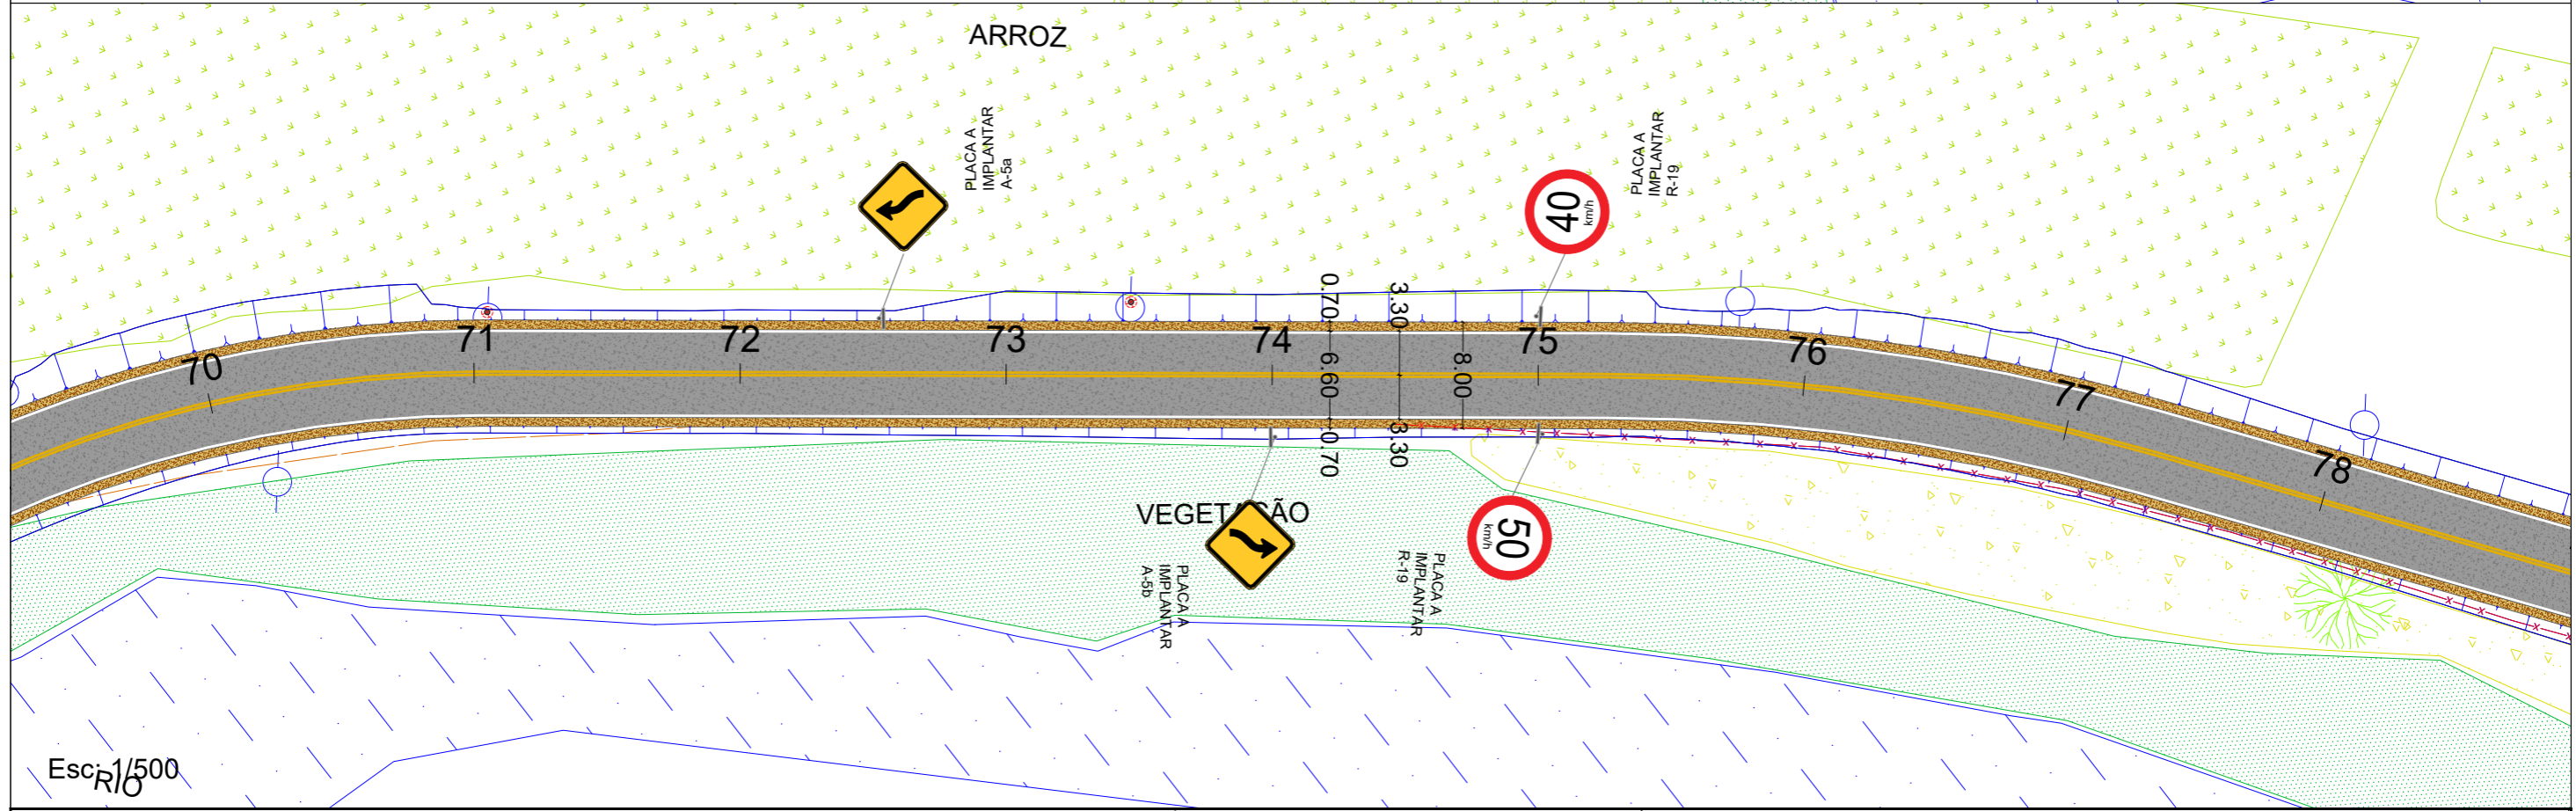 ARROZ
PLACA A
IMPLANTAR
A-5a
40
km/h
PLACA A
IMPLANTAR
R-19
0.70
3.30
70
71
72
73
74
75
76
77
78
6.60
8.00
0.70
3.30
VEGETAÇÃO
50
km/h
PLACA A
IMPLANTAR
A-5b
PLACA A
IMPLANTAR
R-19
Esc: 1/500
RIO